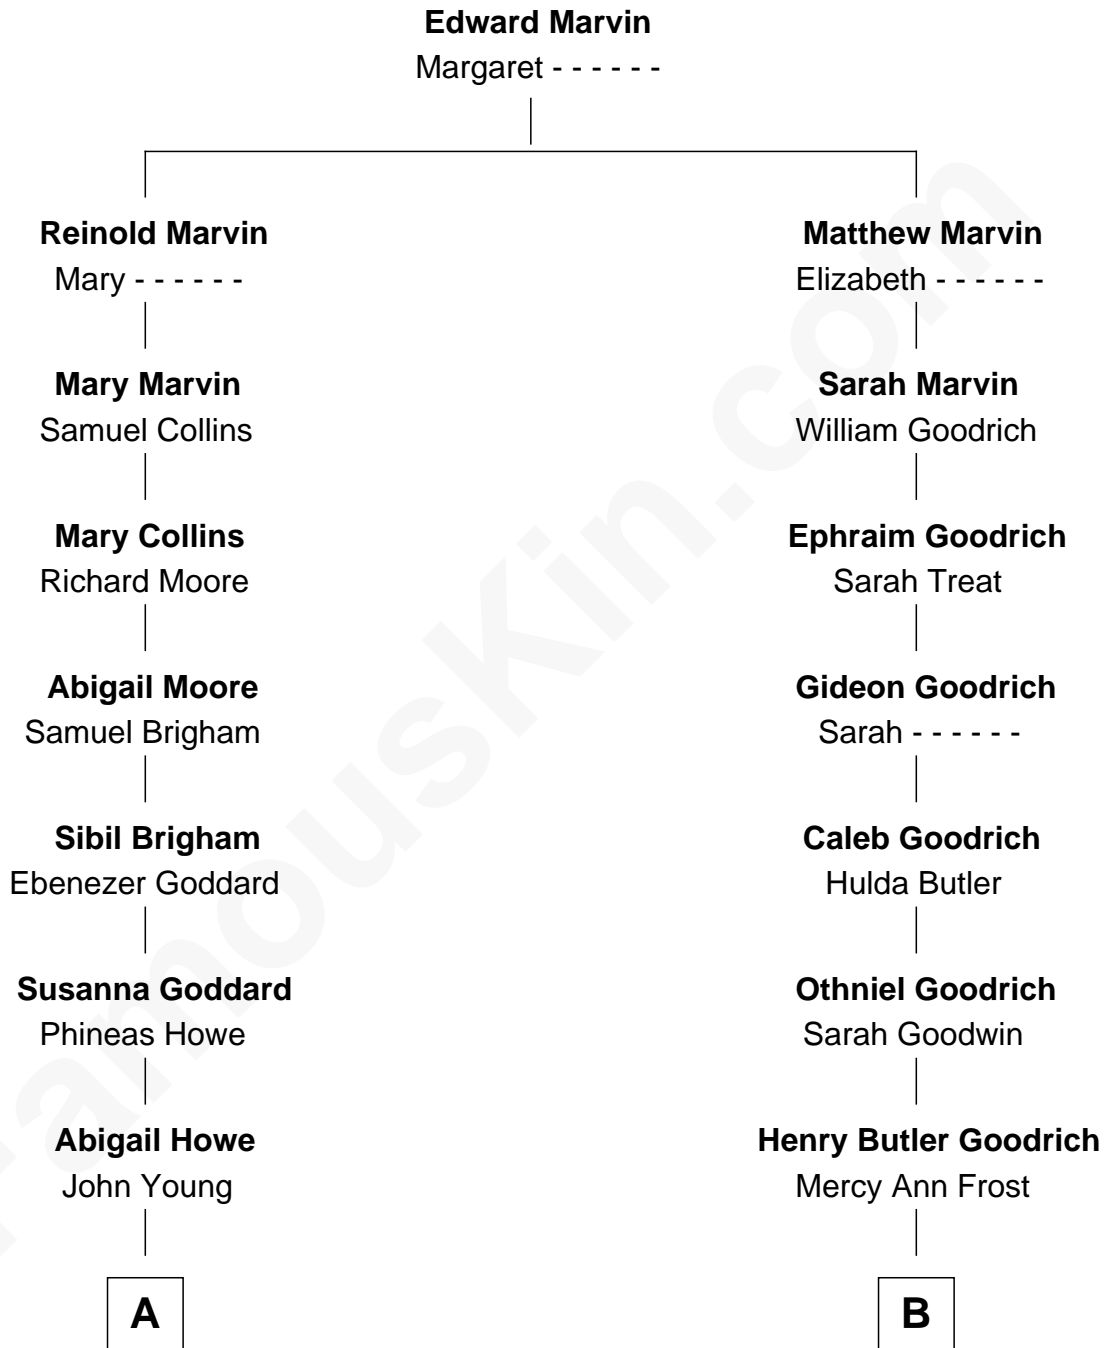 Edward Marvin
Margaret - - - - - -
Reinold Marvin
Mary - - - - - -
Matthew Marvin
Elizabeth - - - - - -
Mary Marvin
Samuel Collins
Sarah Marvin
William Goodrich
Mary Collins
Richard Moore
Ephraim Goodrich
Sarah Treat
Abigail Moore
Samuel Brigham
Gideon Goodrich
Sarah - - - - - -
Sibil Brigham
Ebenezer Goddard
Caleb Goodrich
Hulda Butler
Susanna Goddard
Phineas Howe
Othniel Goodrich
Sarah Goodwin
Abigail Howe
John Young
Henry Butler Goodrich
Mercy Ann Frost
A
B
FamousKin.com